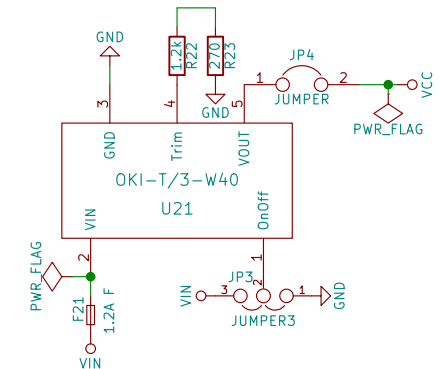 GND
1.2k
R22
270
R23
GND
JP4
1
2
JUMPER
VCC
PWR_FLAG
3
4
5
GND
Trim
VOUT
OKI-T/3-W40
U21
VIN
OnOff
2
1
PWR_FLAG
F21
1.2A F
VIN
JP3
VIN
3
2
1
GND
JUMPER3